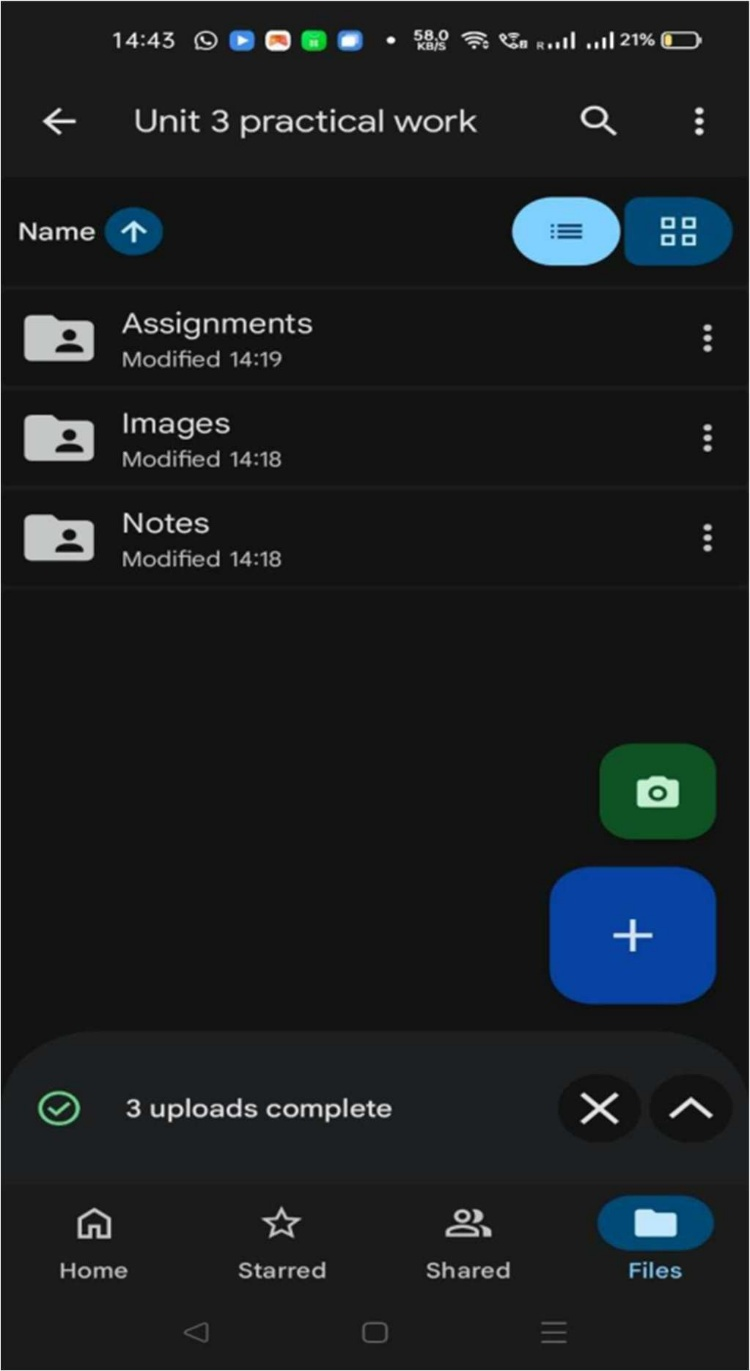 14:43 58.0 KB/S R 21%
Unit 3 practical work
Name
Assignments
Modified 14:19
Images
Modified 14:18
Notes
Modified 14:18
3 uploads complete
Home Starred Shared Files